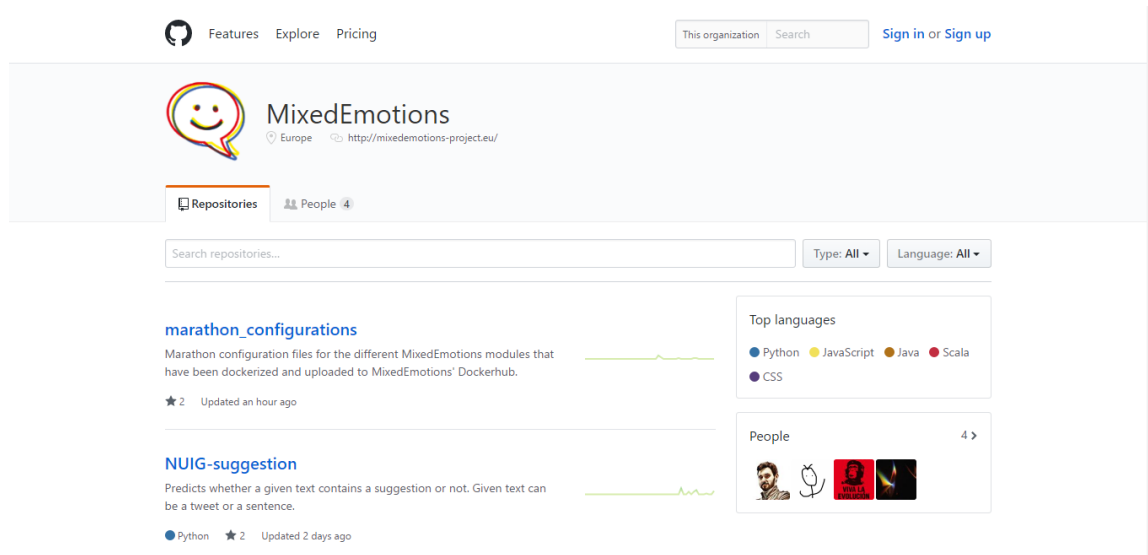 Features Explore Pricing
This organization Search Sign in or Sign up
MixedEmotions
Europe http://mixedemotions-project.eu/
Repositories People 4
Search repositories...
Type: All Language: All
marathon_configurations
Marathon configuration files for the different MixedEmotions modules that
have been dockerized and uploaded to MixedEmotions' Dockerhub.
2 Updated an hour ago
NUIG-suggestion
Predicts whether a given text contains a suggestion or not. Given text can
be a tweet or a sentence.
Python 2 Updated 2 days ago
Top languages
Python JavaScript Java Scala
CSS
People 4
VIVA LA
EVOLUCIÓN